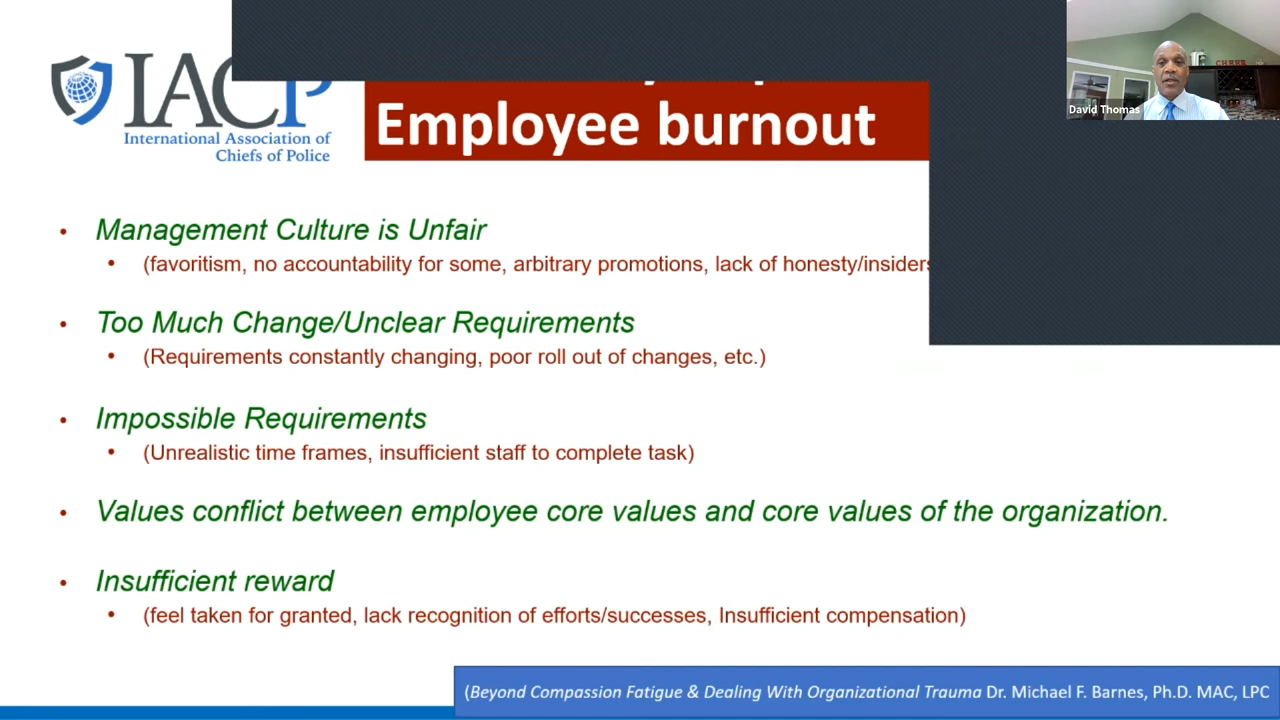 IACP
International Association of
Chiefs of Police
Employee burnout
David Thomas
• Management Culture is Unfair
• (favoritism, no accountability for some, arbitrary promotions, lack of honesty/insiders
• Too Much Change/Unclear Requirements
• (Requirements constantly changing, poor roll out of changes, etc.)
• Impossible Requirements
• (Unrealistic time frames, insufficient staff to complete task)
• Values conflict between employee core values and core values of the organization.
• Insufficient reward
• (feel taken for granted, lack recognition of efforts/successes, Insufficient compensation)
(Beyond Compassion Fatigue & Dealing With Organizational Trauma Dr. Michael F. Barnes, Ph.D. MAC, LPC